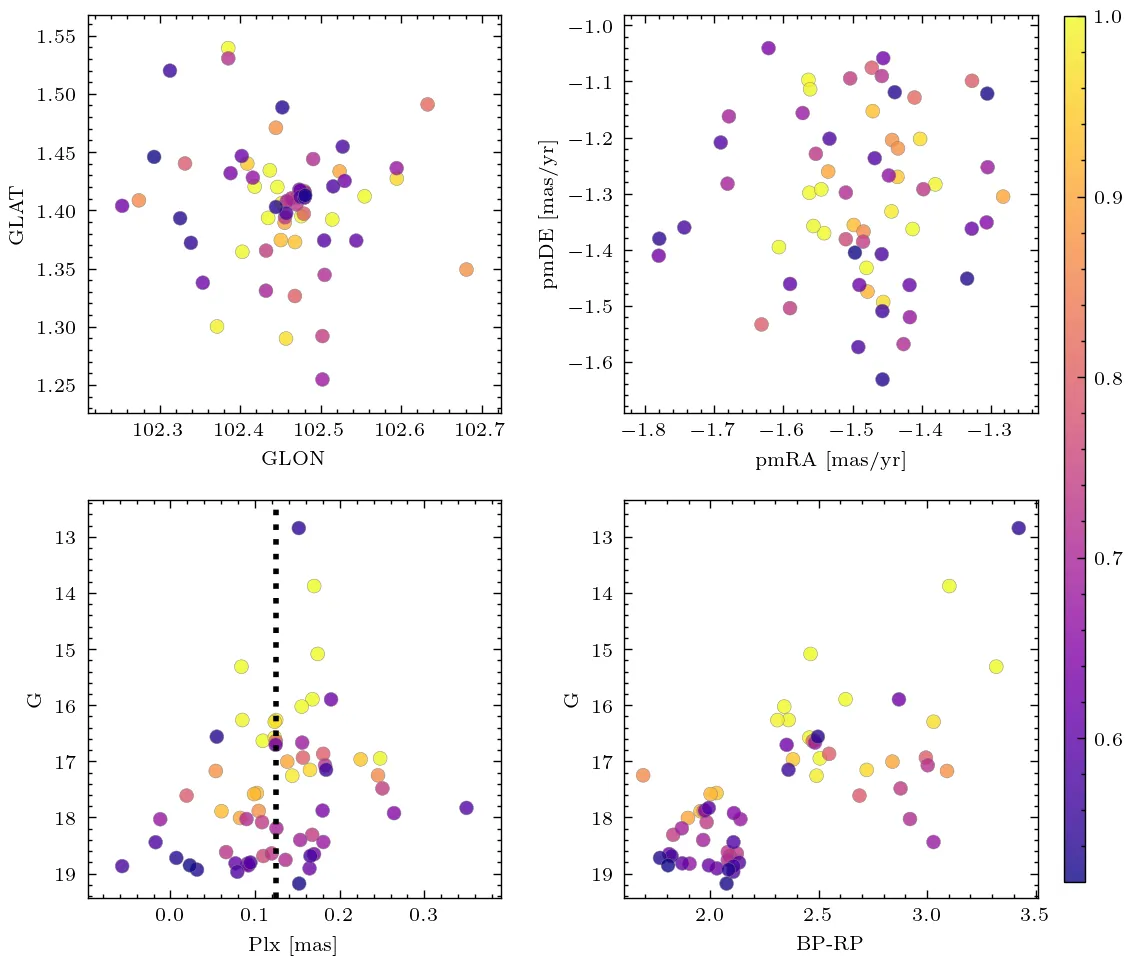 1.55
1.50
1.45
1.40
1.35
1.30
1.25
GLAT
102.3 102.4 102.5 102.6 102.7
GLON
−1.0
−1.1
−1.2
−1.3
−1.4
−1.5
−1.6
pmDE [mas/yr]
−1.8 −1.7 −1.6 −1.5 −1.4 −1.3
pmRA [mas/yr]
13
14
15
16
17
18
19
G
0.0 0.1 0.2 0.3
Plx [mas]
13
14
15
16
17
18
19
G
2.0 2.5 3.0 3.5
BP-RP
1.0
0.9
0.8
0.7
0.6